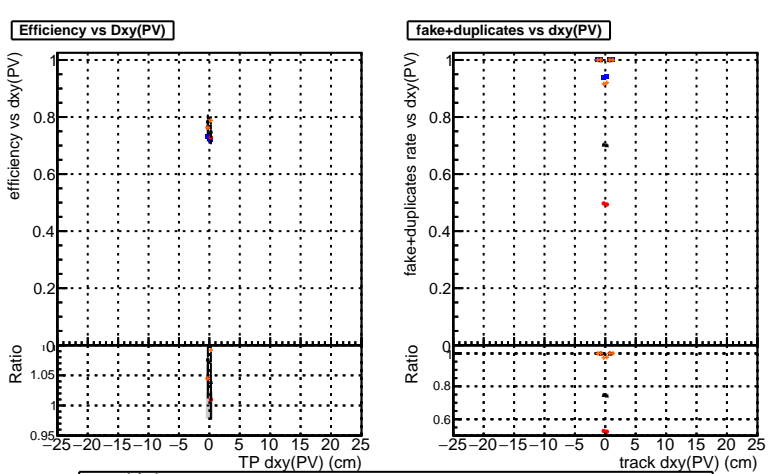 Efficiency vs Dxy(PV)
efficiency vs dxy(PV)
1
0.8
0.6
0.4
0.2
0
Ratio
1.05
1
0.95
−25 −20 −15 −10 −5 0 5 10 15 20 25
TP dxy(PV) (cm)
fake+duplicates vs dxy(PV)
fake+duplicates rate vs dxy(PV)
1
0.8
0.6
0.4
0.2
0
Ratio
1
0.8
0.6
−25 −20 −15 −10 −5 0 5 10 15 20 25
track dxy(PV) (cm)